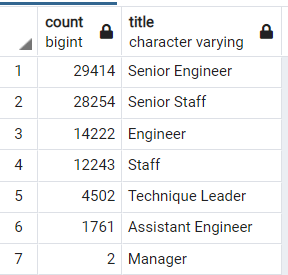 count title
bigint character varying
1 29414 Senior Engineer
2 28254 Senior Staff
3 14222 Engineer
4 12243 Staff
5 4502 Technique Leader
6 1761 Assistant Engineer
7 2 Manager